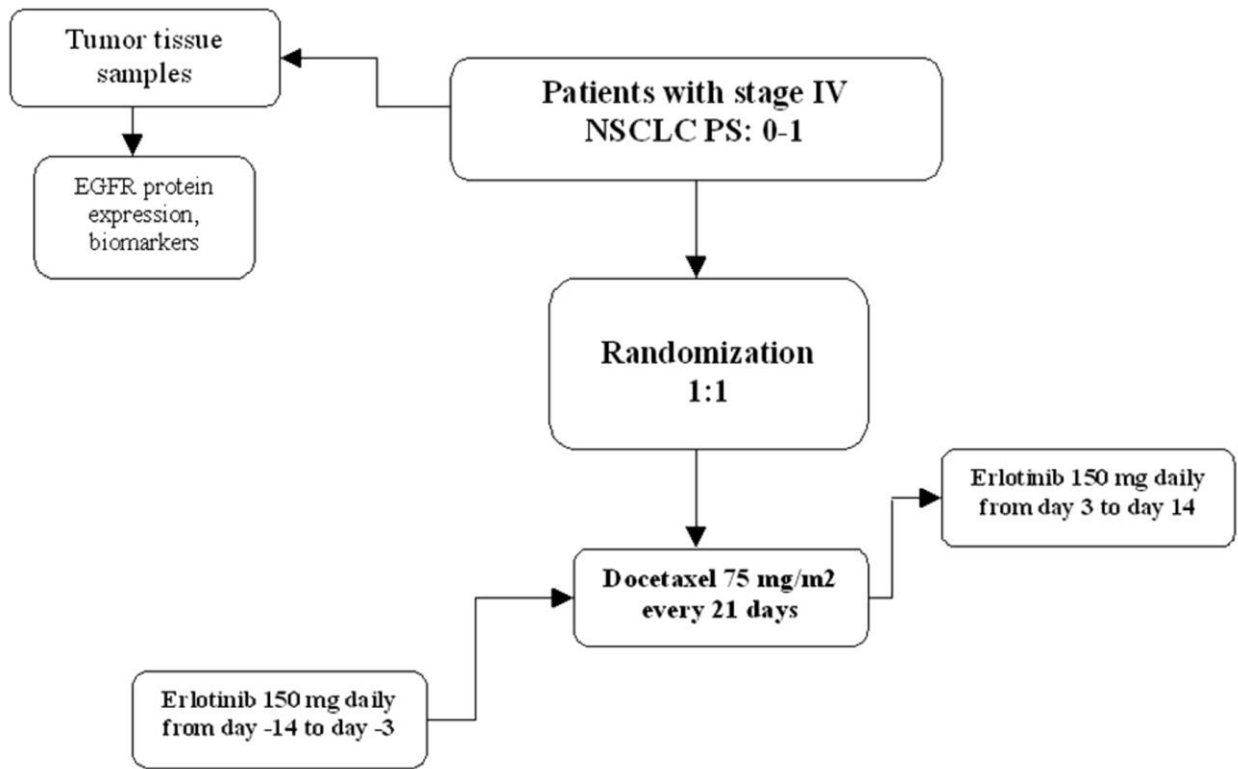 Tumor tissue
samples
Patients with stage IV
NSCLC PS: 0-1
EGFR protein
expression,
biomarkers
Randomization
1:1
Erlotinib 150 mg daily
from day 3 to day 14
Docetaxel 75 mg/m2
every 21 days
Erlotinib 150 mg daily
from day -14 to day -3